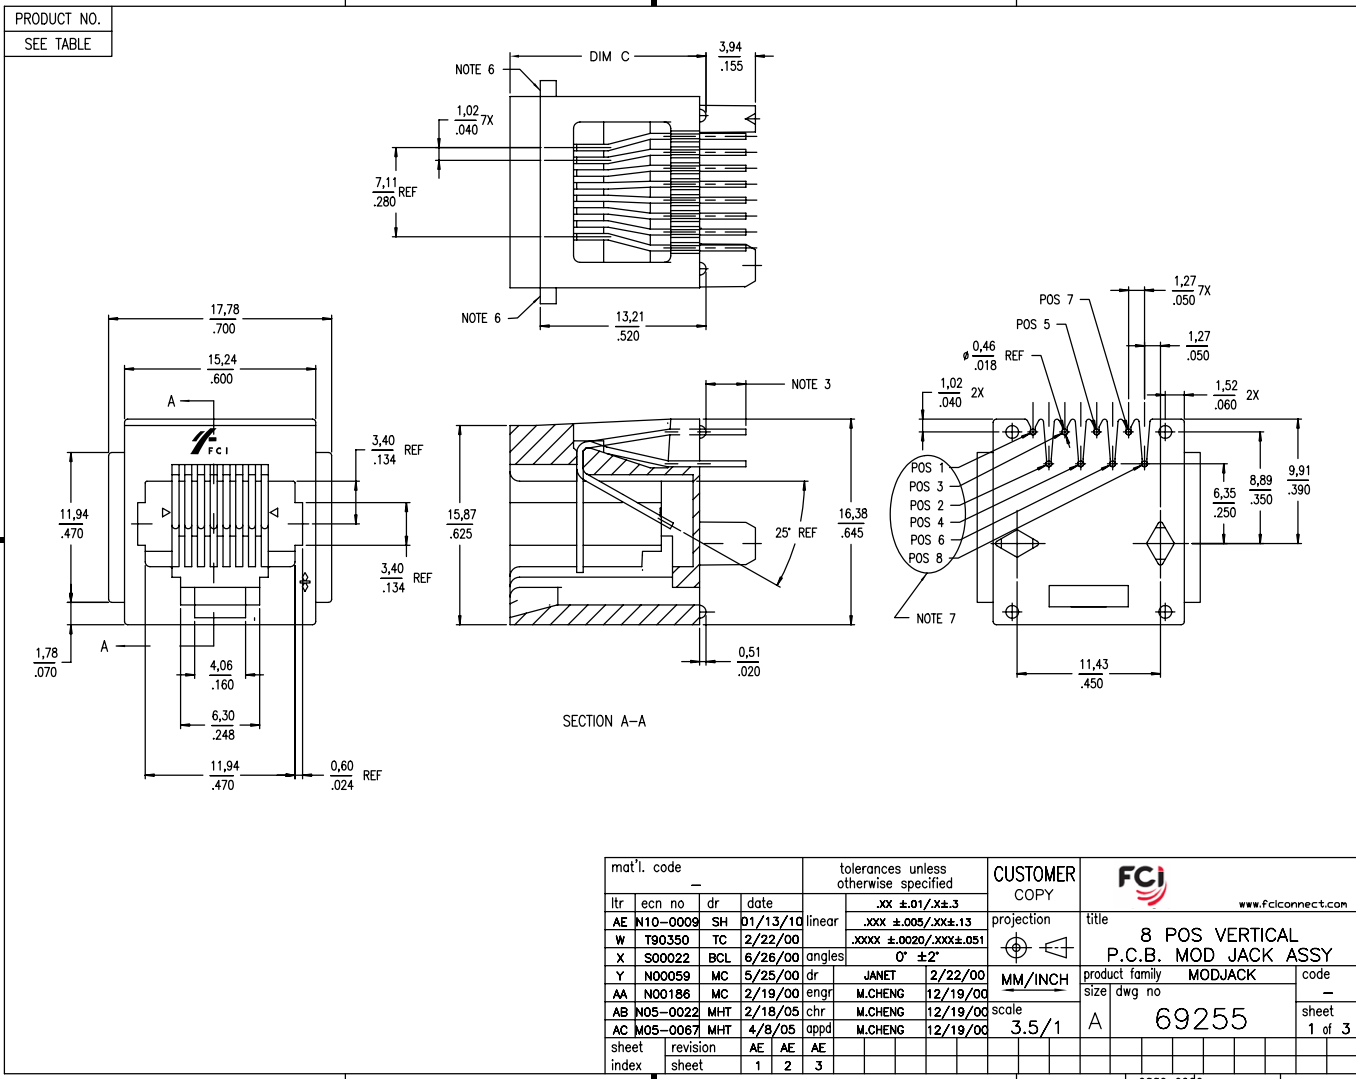 PRODUCT NO.
SEE TABLE
DIM C
3,94
.155
NOTE 6
1,02
.040 7X
7,11
.280 REF
NOTE 6
13,21
.520
17,78
.700
15,24
.600
A
FCI
3,40
.134 REF
11,94
.470
3,40
.134 REF
A
1,78
.070
4,06
.160
6,30
.248
11,94
.470
0,60
.024 REF
NOTE 3
15,87
.625
25° REF
16,38
.645
0,51
.020
SECTION A-A
POS 7
1,27
.050 7X
POS 5
1,27
.050
ø 0,46
.018 REF
1,02
.040 2X
1,52
.060 2X
POS 1
POS 3
POS 2
POS 4
POS 6
POS 8
NOTE 7
6,35
.250
8,89
.350
9,91
.390
11,43
.450
mat'l. code
–
tolerances unless
otherwise specified
CUSTOMER
COPY
FCI
www.fciconnect.com
ltr ecn no dr date
linear
.XX ±.01/.X±.3
.XXX ±.005/.XX±.13
.XXXX ±.0020/.XXX±.051
angles 0° ±2°
AE N10-0009 SH 01/13/10
W T90350 TC 2/22/00
X S00022 BCL 6/26/00
Y N00059 MC 5/25/00
AA N00186 MC 2/19/00
AB N05-0022 MHT 2/18/05
AC M05-0067 MHT 4/8/05
dr JANET 2/22/00
engr M.CHENG 12/19/00
chr M.CHENG 12/19/00
appd M.CHENG 12/19/00
projection
MM/INCH
scale
3.5/1
title
8 POS VERTICAL
P.C.B. MOD JACK ASSY
product family MODJACK
code
–
size
A
dwg no
69255
sheet
1 of 3
sheet
index
revision AE AE AE
sheet 1 2 3